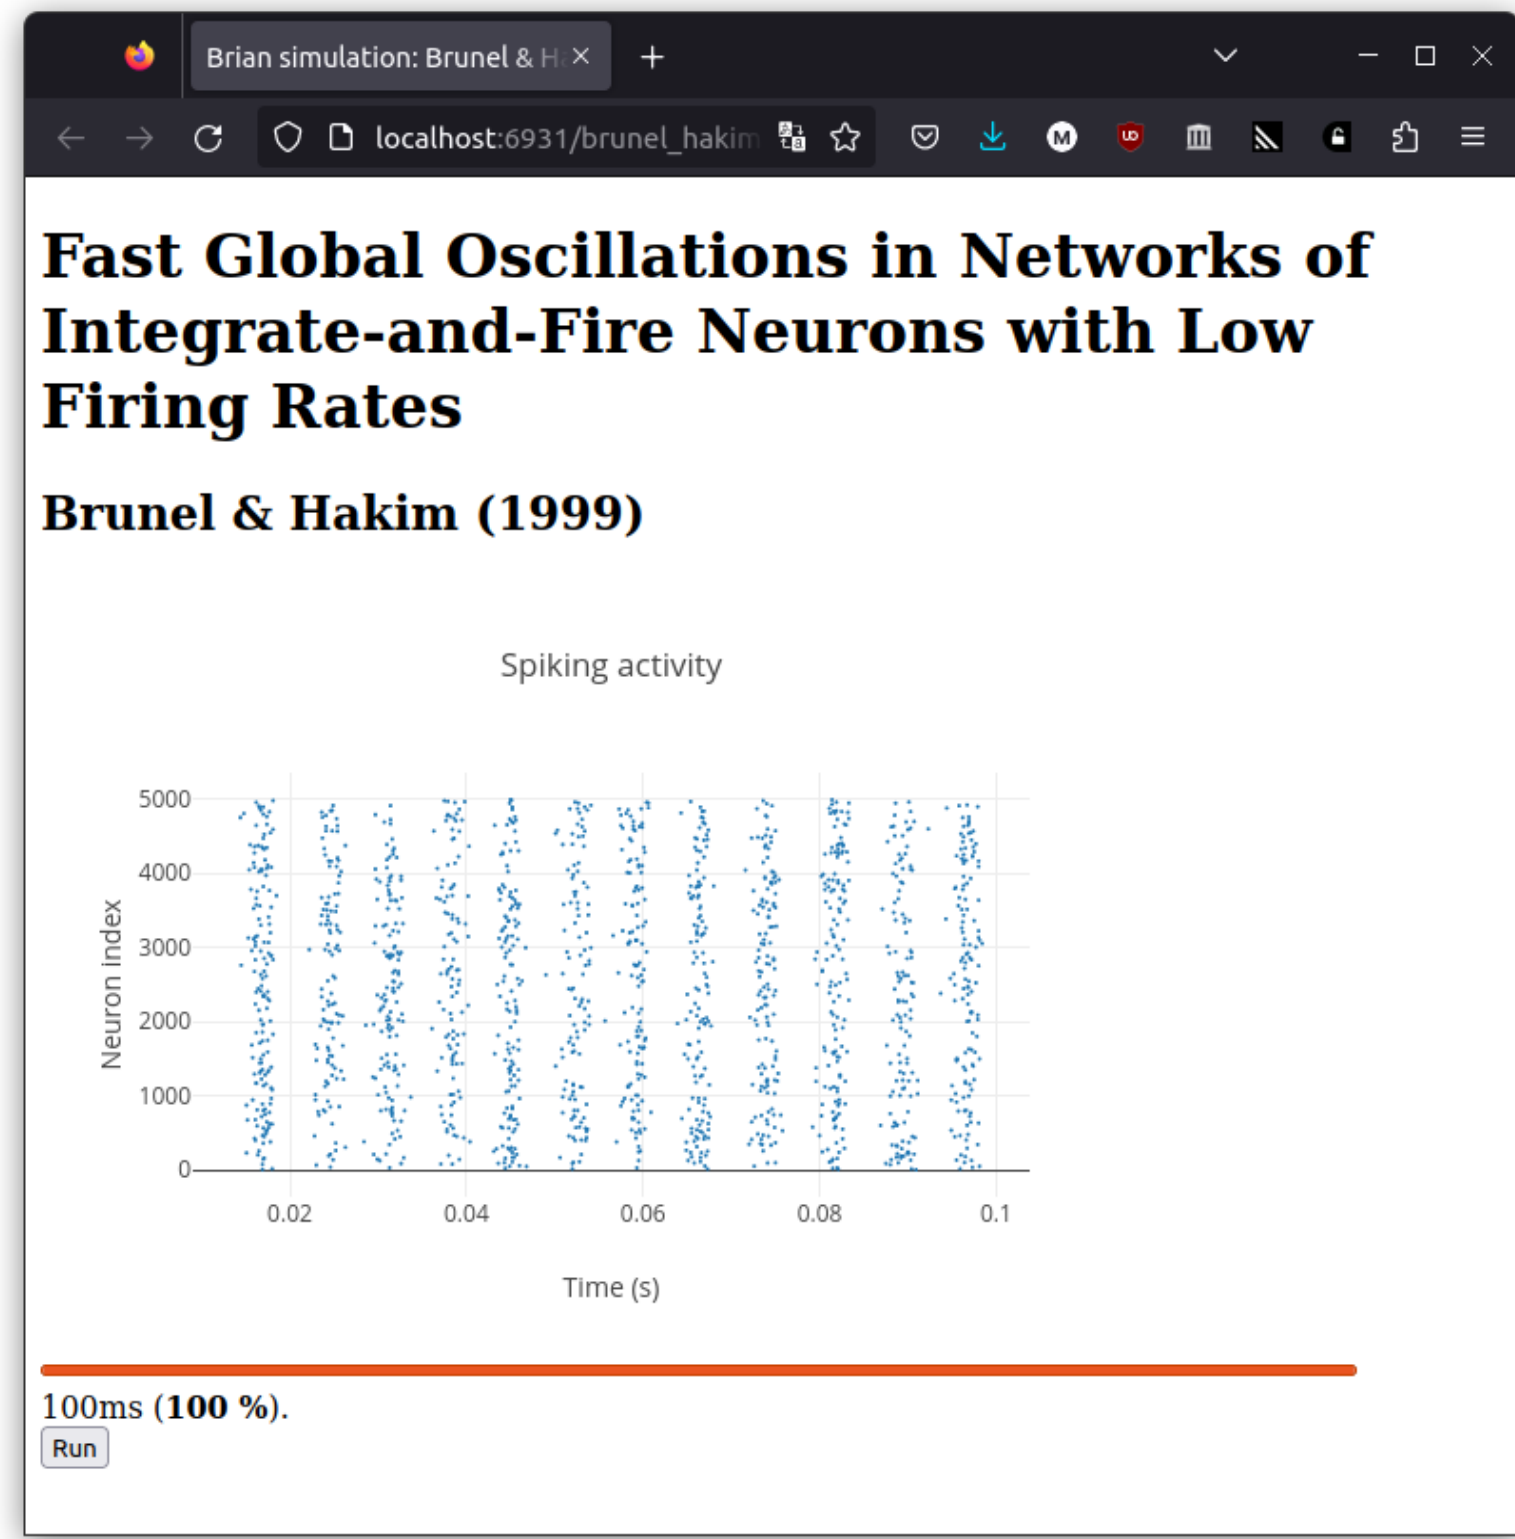 Brian simulation: Brunel & H
localhost:6931/brunel_hakim
Fast Global Oscillations in Networks of
Integrate-and-Fire Neurons with Low
Firing Rates
Brunel & Hakim (1999)
Spiking activity
5000
4000
3000
2000
1000
0
Neuron index
0.02 0.04 0.06 0.08 0.1
Time (s)
100ms (100 %).
Run